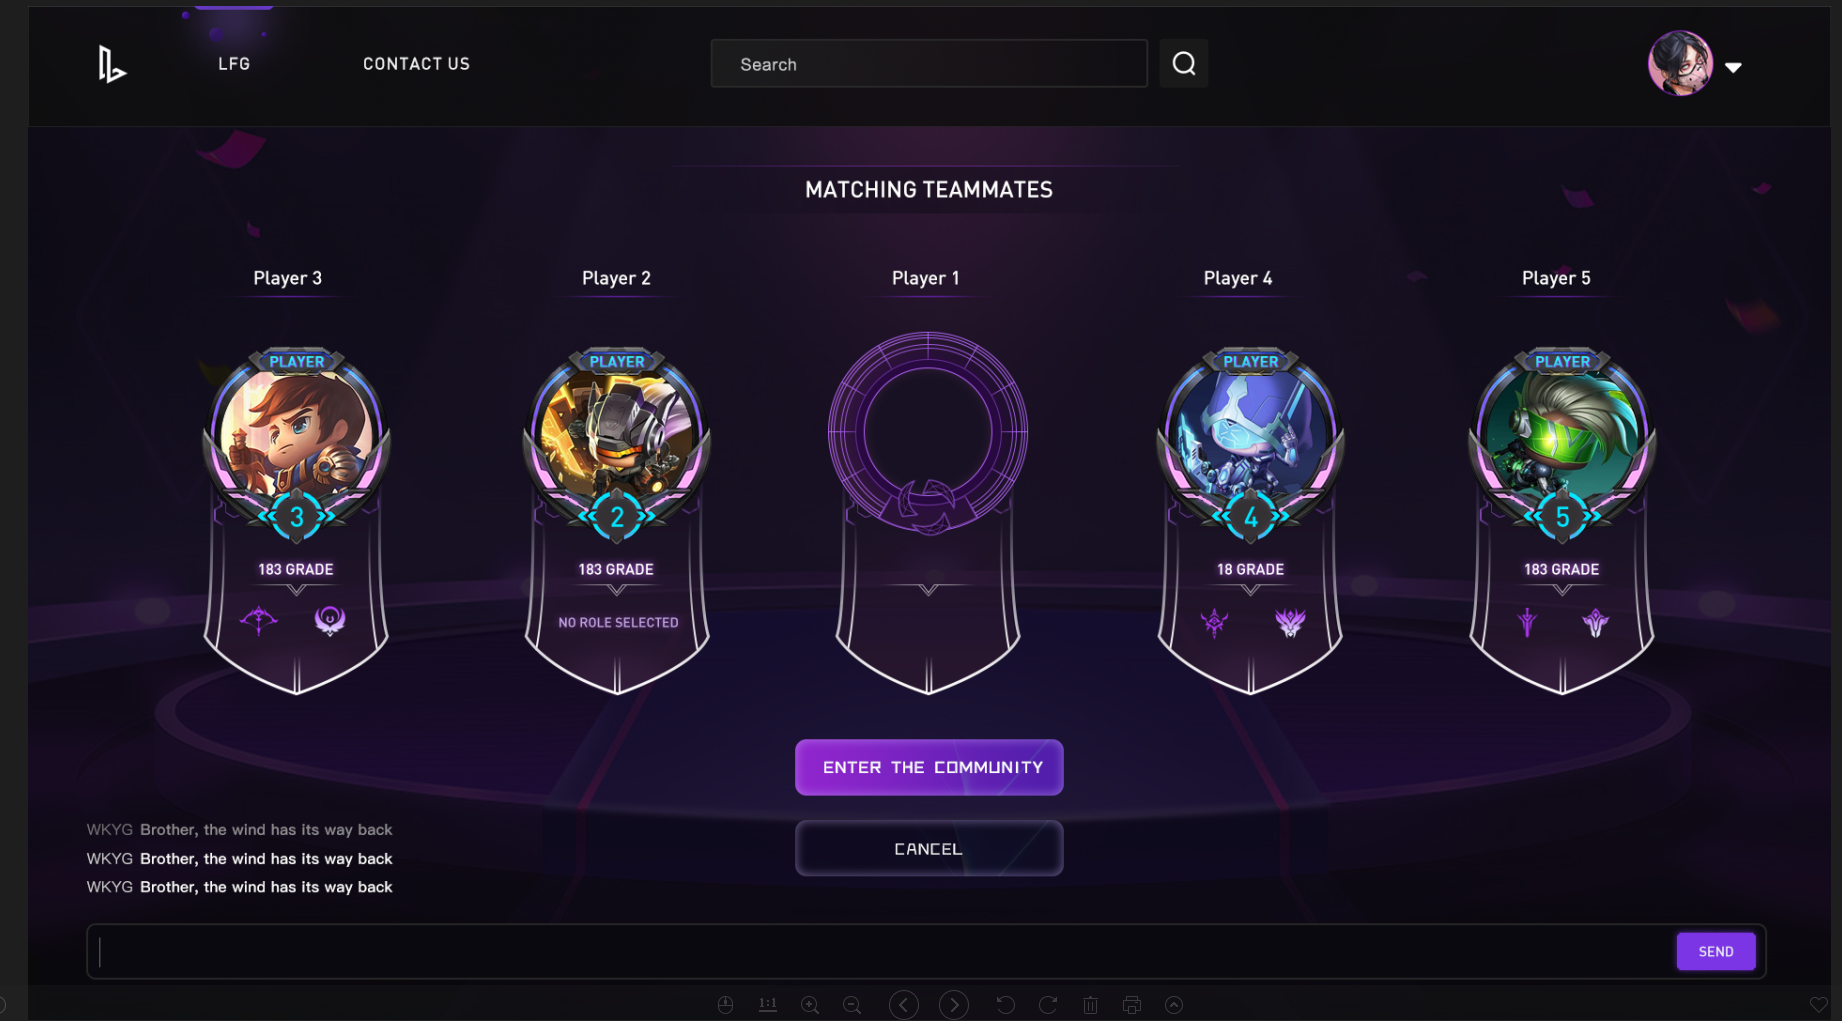 LFG
CONTACT US
Search
MATCHING TEAMMATES
Player 3
Player 2
Player 1
Player 4
Player 5
PLAYER
PLAYER
PLAYER
PLAYER
3
2
4
5
183 GRADE
183 GRADE
18 GRADE
183 GRADE
NO ROLE SELECTED
ENTER THE COMMUNITY
CANCEL
WKYG Brother, the wind has its way back
WKYG Brother, the wind has its way back
WKYG Brother, the wind has its way back
SEND
1:1